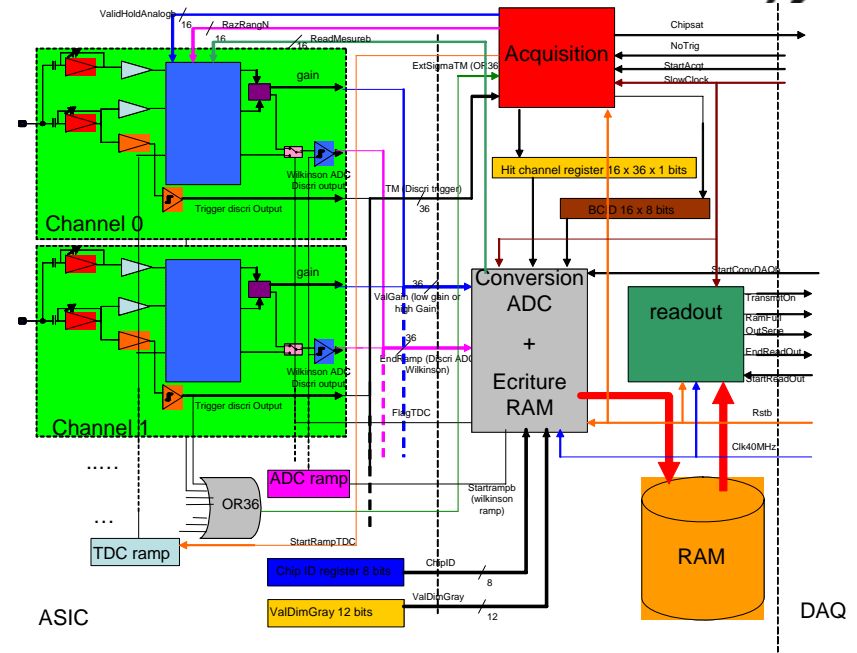 ValidHoldAnalogb
16
RazRangN
16
ReadMesureb
16
Acquisition
Chipsat
NoTrig
StartAcqt
SlowClock
ExtSigmaTM (OR36)
gain
Wilkinson ADC
Discri output
Trigger discri Output
Channel 0
TM (Discri trigger)
36
Hit channel register 16 x 36 x 1 bits
BCID 16 x 8 bits
gain
36
ValGain (low gain or
high Gain)
36
EndRamp (Discri ADC
Wilkinson)
Wilkinson ADC
Discri output
Trigger discri Output
Channel 1
FlagTDC
Conversion
ADC
+
Ecriture
RAM
StartConvDAQb
readout
TransmitOn
RamFull
OutSerie
EndReadOut
StartReadOut
Rstb
Clk40MHz
..…
ADC ramp
Startrampb
(wilkinson
ramp)
OR36
…
TDC ramp
StartRampTDC
RAM
Chip ID register 8 bits
ChipID
8
ValDimGray 12 bits
ValDimGray
12
ASIC
DAQ